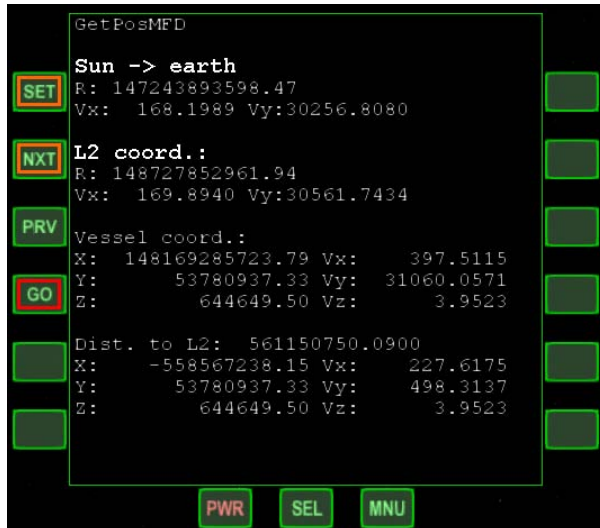 GetPosMFD
Sun -> earth
SET
R: 147243893598.47
Vx: 168.1989 Vy:30256.8080
NXT
L2 coord.:
R: 148727852961.94
Vx: 169.8940 Vy:30561.7434
PRV
Vessel coord.:
X: 148169285723.79 Vx: 397.5115
Y: 53780937.33 Vy: 31060.0571
GO
Z: 644649.50 Vz: 3.9523
Dist. to L2: 561150750.0900
X: -558567238.15 Vx: 227.6175
Y: 53780937.33 Vy: 498.3137
Z: 644649.50 Vz: 3.9523
PWR SEL MNU